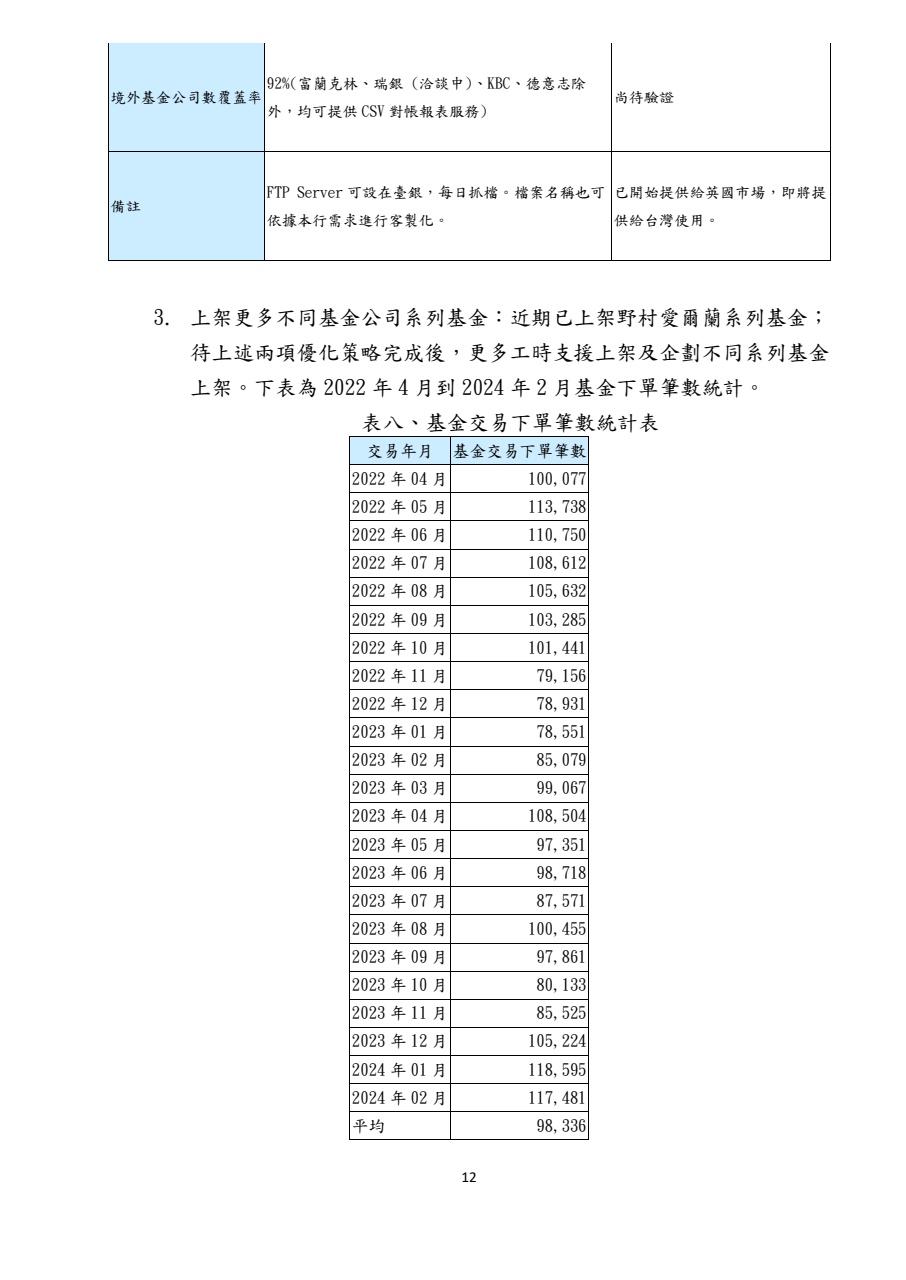 境外基金公司數覆蓋率
92%(富蘭克林、瑞銀 (洽談中)、KBC、德意志除
外，均可提供 CSV 對帳報表服務)
尚待驗證
備註
FTP Server 可設在臺銀，每日抓檔。檔案名稱也可
依據本行需求進行客製化。
已開始提供給英國市場，即將提
供給台灣使用。
3. 上架更多不同基金公司系列基金：近期已上架野村愛爾蘭系列基金；
待上述兩項優化策略完成後，更多工時支援上架及企劃不同系列基金
上架。下表為 2022 年 4 月到 2024 年 2 月基金下單筆數統計。
表八、基金交易下單筆數統計表
交易年月 基金交易下單筆數
2022 年 04 月 100,077
2022 年 05 月 113,738
2022 年 06 月 110,750
2022 年 07 月 108,612
2022 年 08 月 105,632
2022 年 09 月 103,285
2022 年 10 月 101,441
2022 年 11 月 79,156
2022 年 12 月 78,931
2023 年 01 月 78,551
2023 年 02 月 85,079
2023 年 03 月 99,067
2023 年 04 月 108,504
2023 年 05 月 97,351
2023 年 06 月 98,718
2023 年 07 月 87,571
2023 年 08 月 100,455
2023 年 09 月 97,861
2023 年 10 月 80,133
2023 年 11 月 85,525
2023 年 12 月 105,224
2024 年 01 月 118,595
2024 年 02 月 117,481
平均 98,336
12